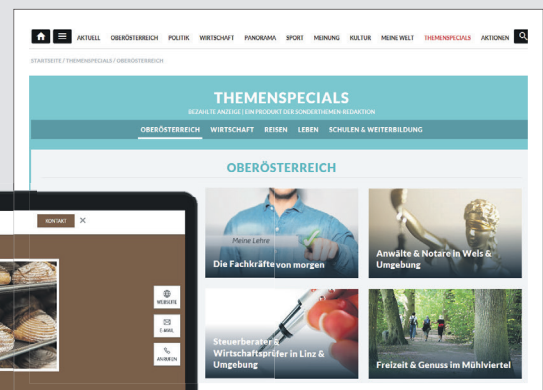 AKTUELL OBERÖSTERREICH POLITIK WIRTSCHAFT PANORAMA SPORT MEINUNG KULTUR MEINE WELT THEMENSPECIALS AKTIONEN
STARTSEITE / THEMENSPECIALS / OBERÖSTERREICH
THEMENSPECIALS
BEZAHLTE ANZEIGE | EIN PRODUKT DER SONDERTHEMEN-REDAKTION
OBERÖSTERREICH WIRTSCHAFT REISEN LEBEN SCHULEN & WEITERBILDUNG
OBERÖSTERREICH
Meine Lehre
Die Fachkräfte von morgen
Anwälte & Notare in Wels &
Umgebung
Steuerberater &
Wirtschaftsprüfer in Linz &
Umgebung
Freizeit & Genuss im Mühlviertel
KONTAKT ×
WEBSEITE
E-MAIL
ANRUFEN